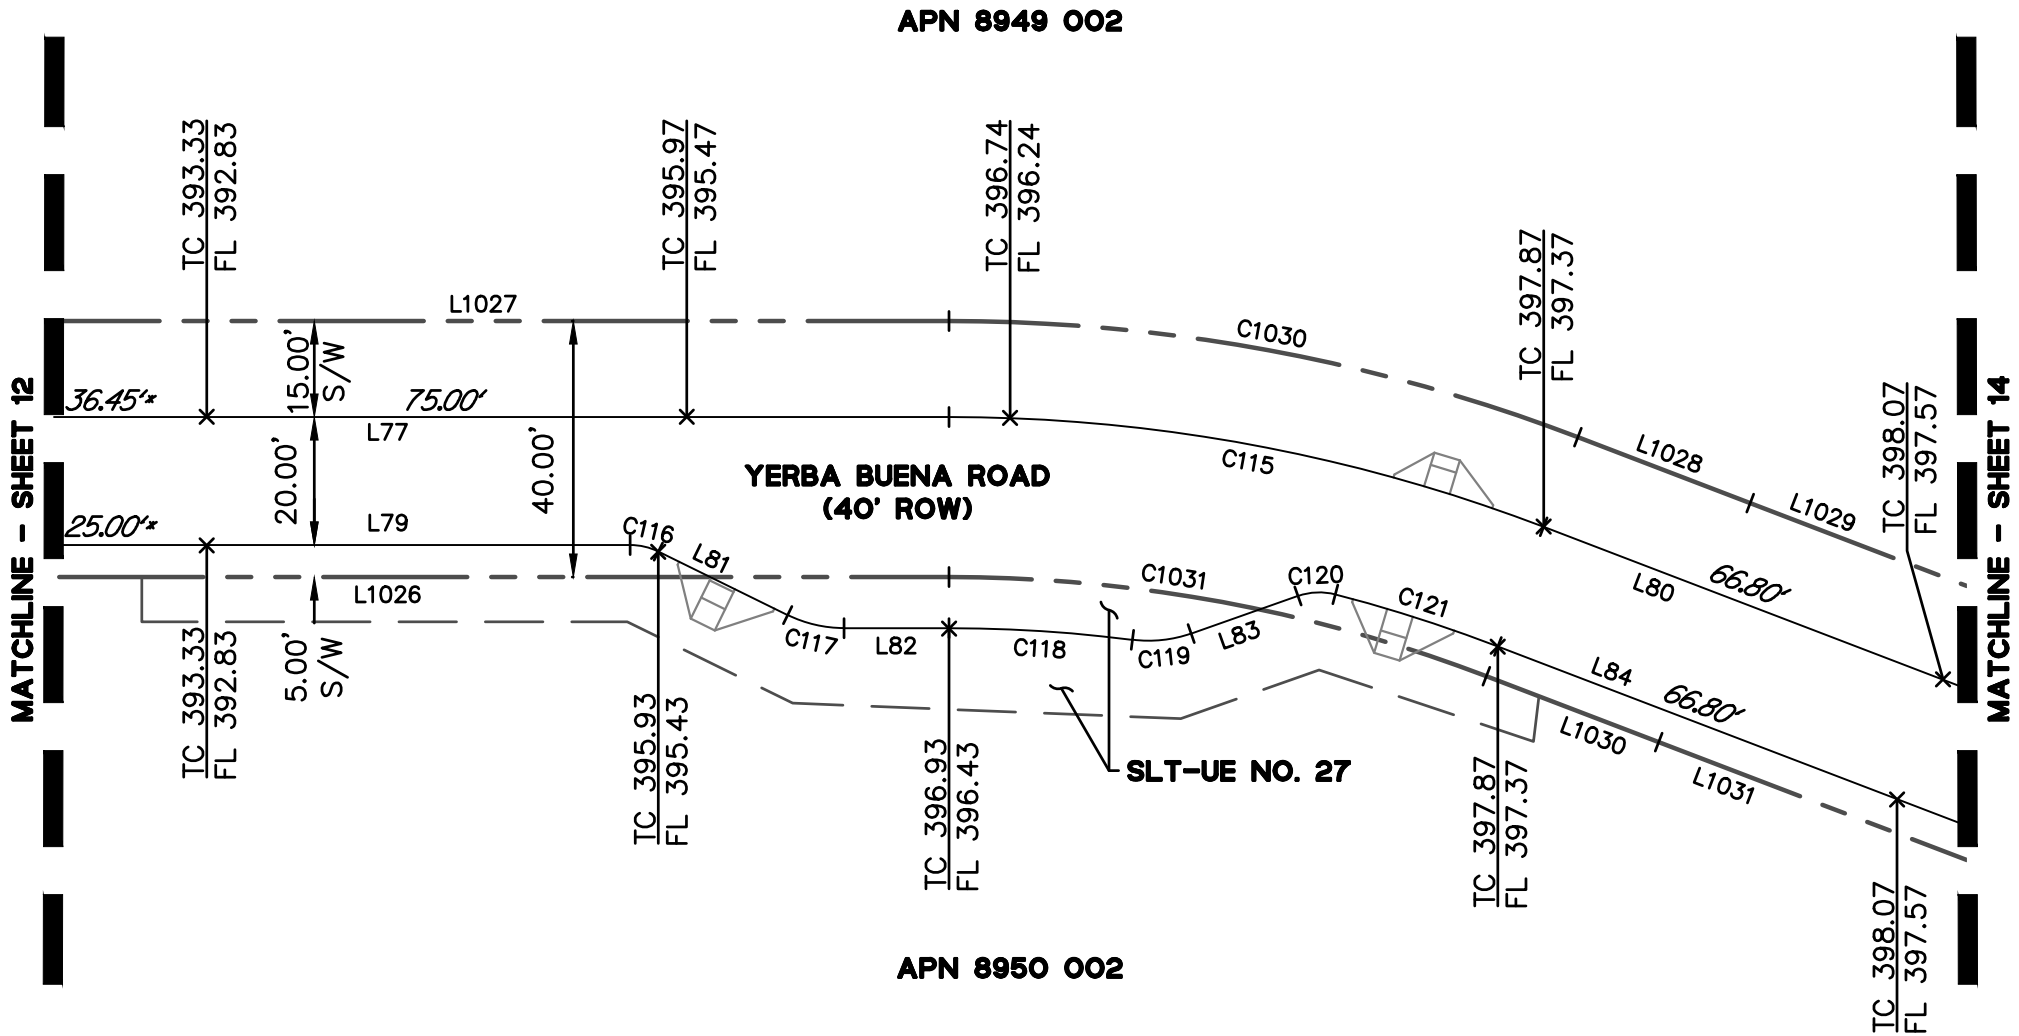 APN 8949 002
TC 393.33
FL 392.83
TC 395.97
FL 395.47
TC 396.74
FL 396.24
TC 397.87
FL 397.37
TC 398.07
FL 397.57
L1027
C1030
L1028
L1029
15.00'
S/W
36.45'*
75.00'
L77
C115
20.00'
40.00'
YERBA BUENA ROAD
(40' ROW)
MATCHLINE - SHEET 12
MATCHLINE - SHEET 14
25.00'*
L79
C116
L81
C1031
C120
C121
L80
66.80'
L1026
C117
L82
C118
C119
L83
L84
66.80'
5.00'
S/W
L1030
L1031
SLT-UE NO. 27
TC 393.33
FL 392.83
TC 395.93
FL 395.43
TC 396.93
FL 396.43
TC 397.87
FL 397.37
TC 398.07
FL 397.57
APN 8950 002